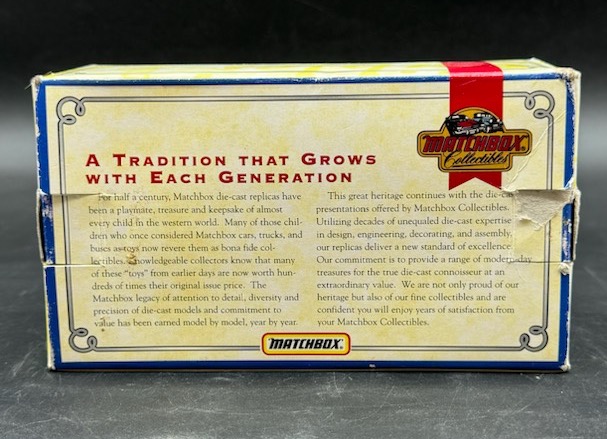 MATCHBOX
Collectibles
A TRADITION THAT GROWS
WITH EACH GENERATION
For half a century, Matchbox die-cast replicas have
been a playmate, treasure and keepsake of almost
every child in the western world. Many of those chil-
dren who once considered Matchbox cars, trucks, and
buses as toys now revere them as bona fide col-
lectibles. Knowledgeable collectors know that many
of these "toys" from earlier days are now worth hun-
dreds of times their original issue price. The
Matchbox legacy of attention to detail, diversity and
precision of die-cast models and commitment to
value has been earned model by model, year by year.
This great heritage continues with the die-cast
presentations offered by Matchbox Collectibles.
Utilizing decades of unequaled die-cast expertise
in design, engineering, decorating, and assembly,
our replicas deliver a new standard of excellence.
Our commitment is to provide a range of modern-day
treasures for the true die-cast connoisseur at an
extraordinary value. We are not only proud of our
heritage but also of our fine collectibles and are
confident you will enjoy years of satisfaction from
your Matchbox Collectibles.
MATCHBOX